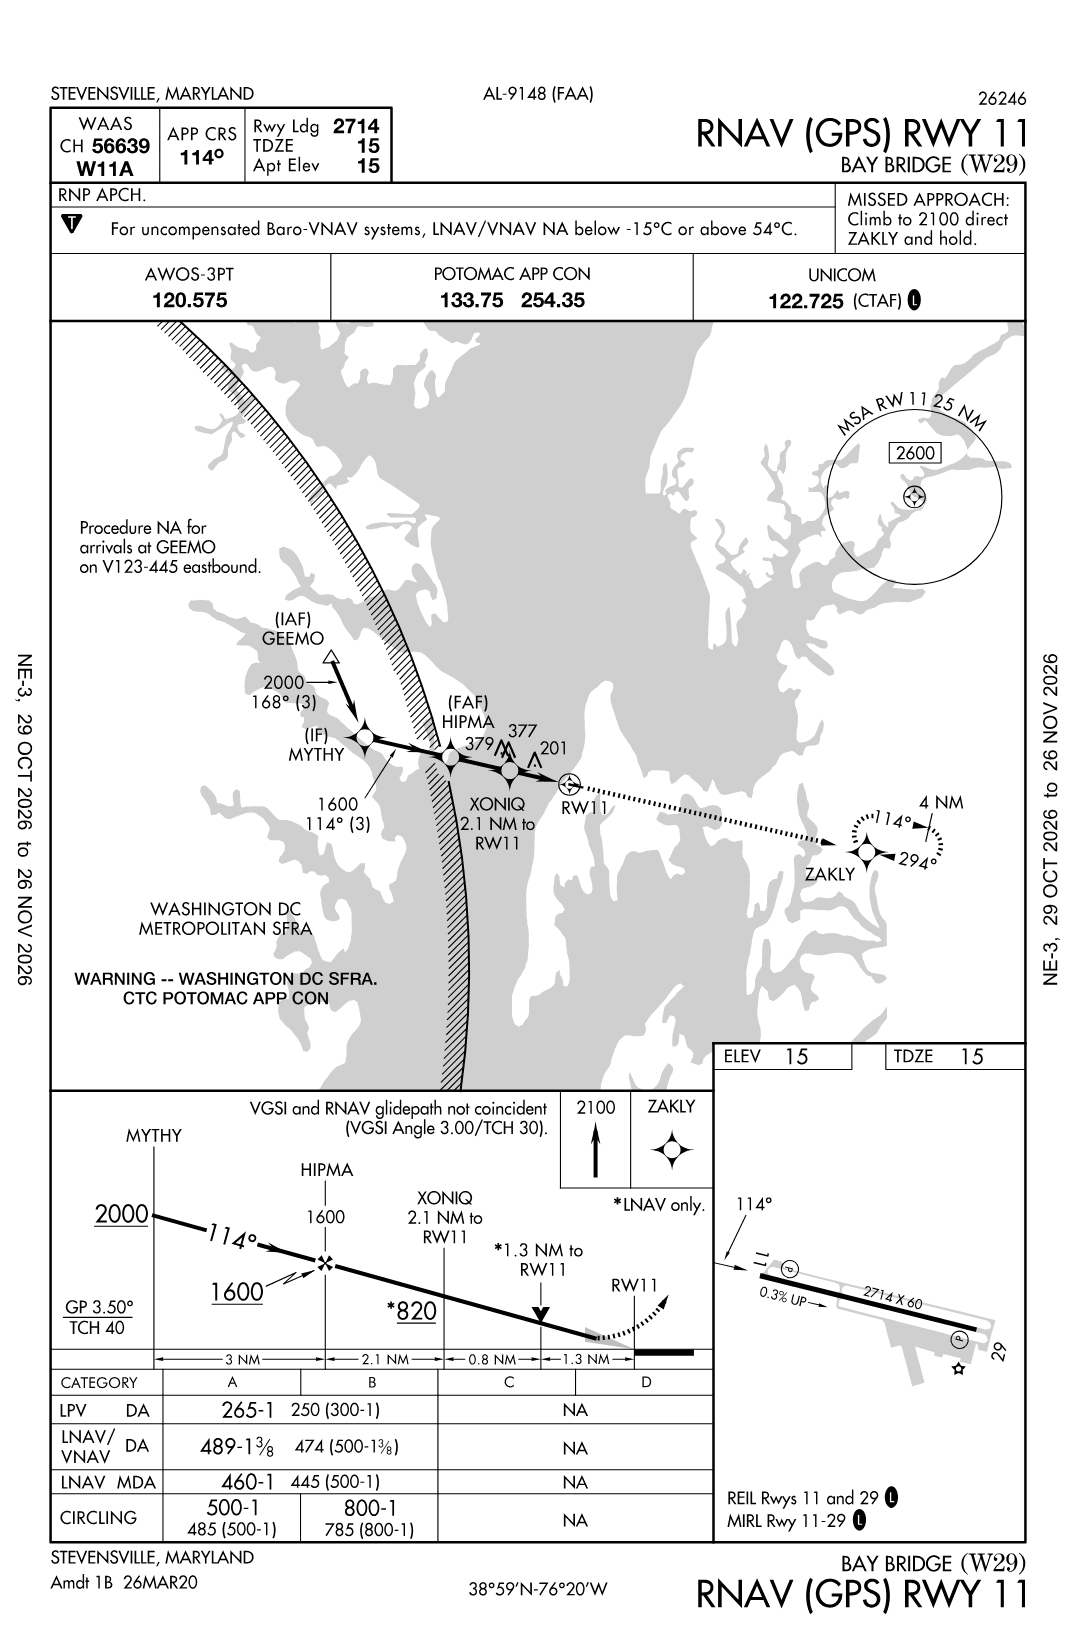 STEVENSVILLE, MARYLAND
AL-9148 (FAA)
26246
WAAS
CH 56639
W11A
APP CRS
114°
Rwy Ldg 2714
TDZE 15
Apt Elev 15
RNAV (GPS) RWY 11
BAY BRIDGE (W29)
RNP APCH.
T
For uncompensated Baro-VNAV systems, LNAV/VNAV NA below -15°C or above 54°C.
MISSED APPROACH:
Climb to 2100 direct
ZAKLY and hold.
AWOS-3PT
120.575
POTOMAC APP CON
133.75 254.35
UNICOM
122.725 (CTAF) L
MSA RW 11 25 NM
2600
Procedure NA for
arrivals at GEEMO
on V123-445 eastbound.
(IAF)
GEEMO
2000
168° (3)
(IF)
MYTHY
(FAF)
HIPMA
379
377
201
1600
114° (3)
XONIQ
2.1 NM to
RW11
RW11
4 NM
114°
294°
ZAKLY
WASHINGTON DC
METROPOLITAN SFRA
WARNING -- WASHINGTON DC SFRA.
CTC POTOMAC APP CON
NE-3, 29 OCT 2026 to 26 NOV 2026
NE-3, 29 OCT 2026 to 26 NOV 2026
ELEV 15
TDZE 15
VGSI and RNAV glidepath not coincident
(VGSI Angle 3.00/TCH 30).
2100
ZAKLY
MYTHY
HIPMA
XONIQ
2.1 NM to
RW11
*LNAV only.
2000
114°
1600
1600
*1.3 NM to
RW11
RW11
GP 3.50°
TCH 40
*820
3 NM
2.1 NM
0.8 NM
1.3 NM
114°
11
P
0.3% UP
2714 X 60
P
29
CATEGORY A B C D
LPV DA 265-1 250 (300-1) NA
LNAV/
VNAV DA 489-1⅜ 474 (500-1⅜) NA
LNAV MDA 460-1 445 (500-1) NA
CIRCLING 500-1 800-1 NA
485 (500-1) 785 (800-1)
REIL Rwys 11 and 29 L
MIRL Rwy 11-29 L
STEVENSVILLE, MARYLAND
Amdt 1B 26MAR20
38°59'N-76°20'W
BAY BRIDGE (W29)
RNAV (GPS) RWY 11